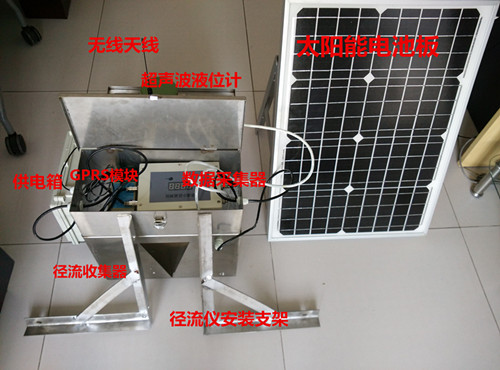 无线天线
太阳能电池板
超声波液位计
供电箱
GPRS模块
数据采集器
径流收集器
径流仪安装支架